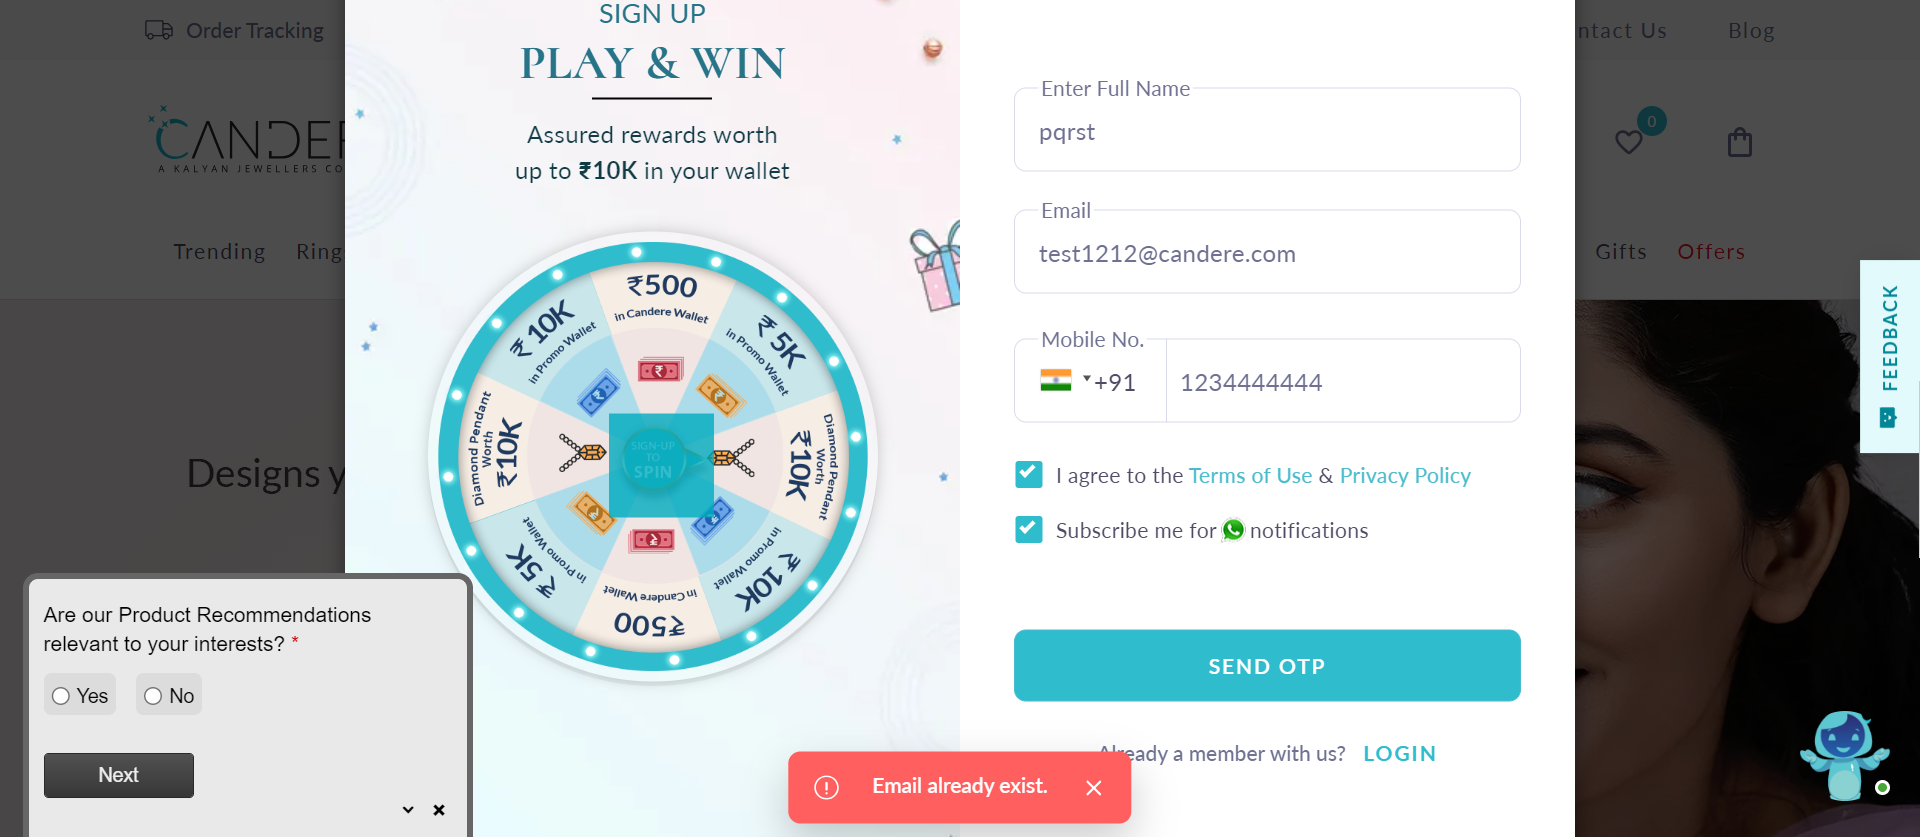 Order Tracking
ntact Us
Blog
CANDERE
A KALYAN JEWELLERS CO
0
Trending
Ring
Gifts
Offers
Designs y
SIGN UP
PLAY & WIN
Assured rewards worth
up to ₹10K in your wallet
₹500
in Candere Wallet
₹ 5K
in Promo Wallet
Diamond Pendant
Worth
₹10K
₹ 10K
in Promo Wallet
₹500
in Candere Wallet
₹ 5K
in Promo Wallet
Diamond Pendant
Worth
₹10K
₹ 10K
in Promo Wallet
SIGN-UP
TO
SPIN
Enter Full Name
pqrst
Email
test1212@candere.com
Mobile No.
+91
1234444444
I agree to the Terms of Use & Privacy Policy
Subscribe me for notifications
SEND OTP
Already a member with us? LOGIN
Email already exist.
FEEDBACK
Are our Product Recommendations
relevant to your interests? *
Yes
No
Next